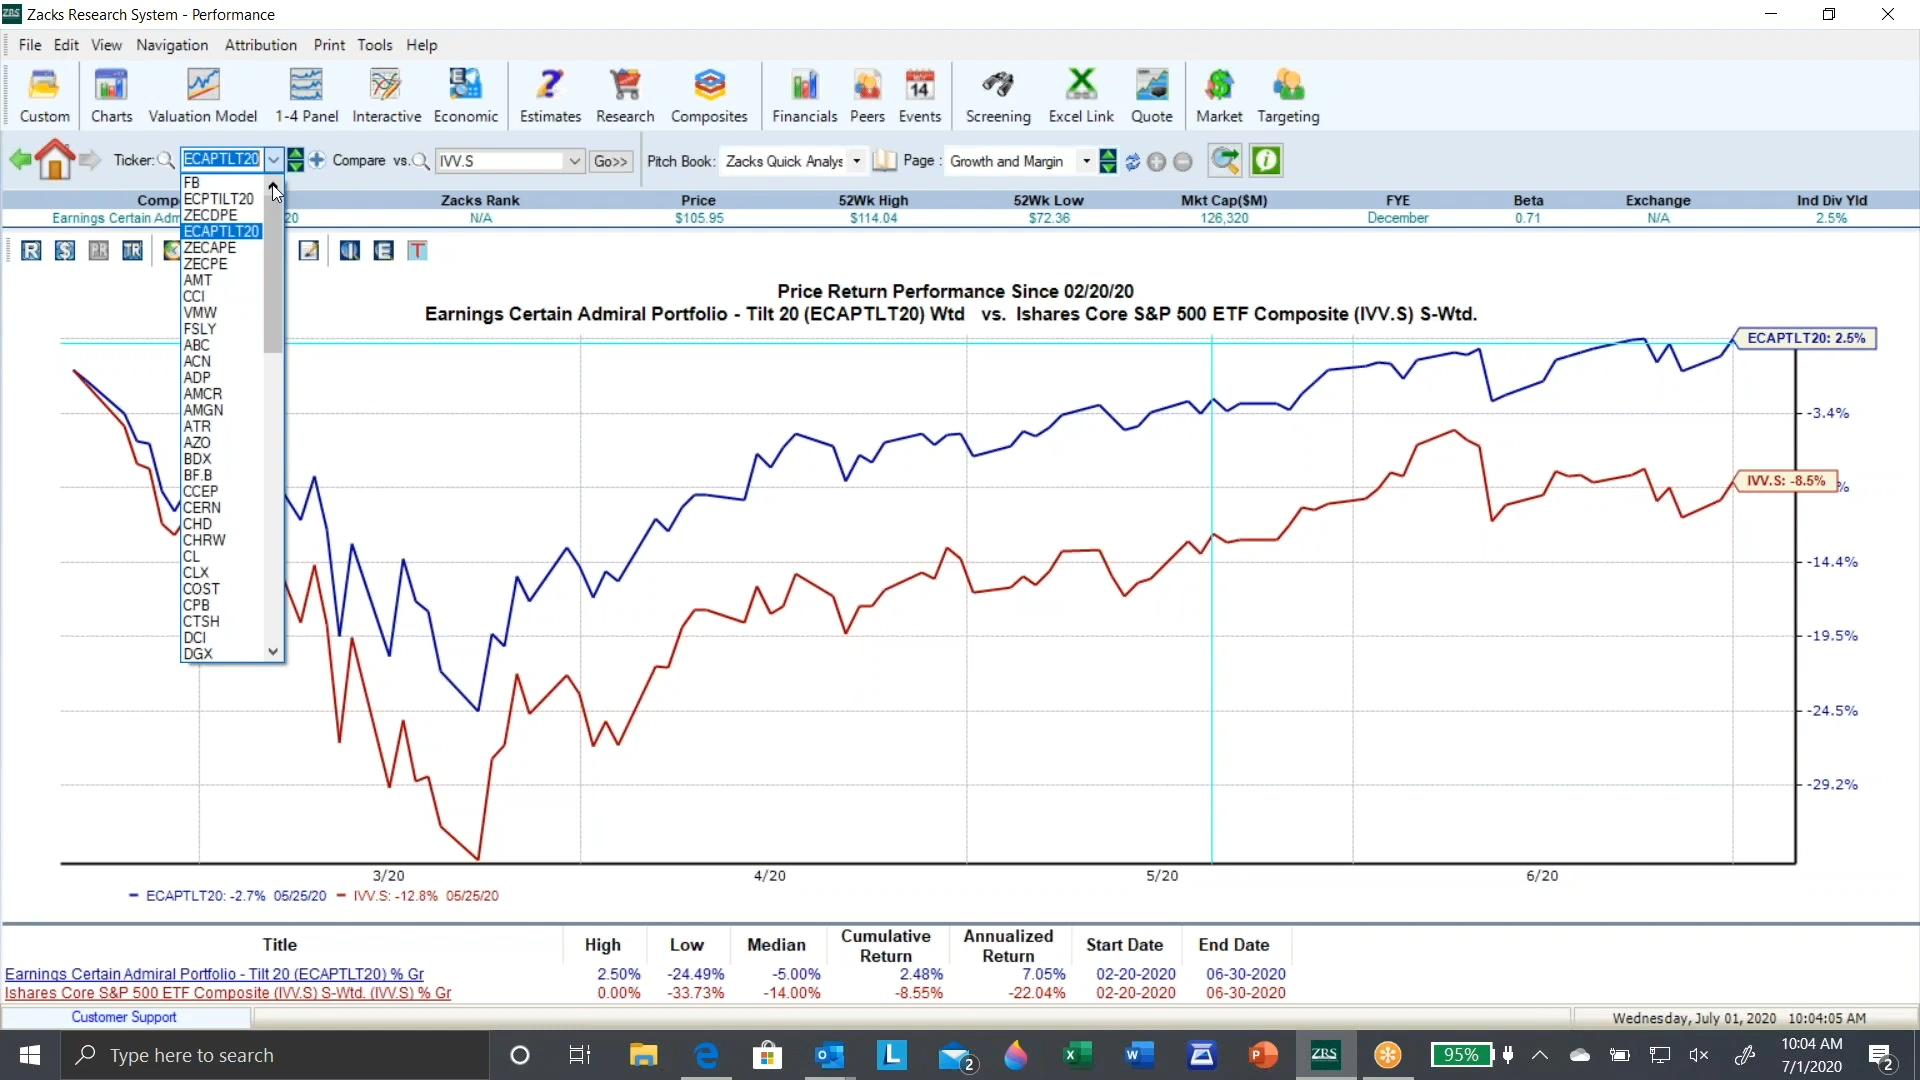 ZRS Zacks Research System - Performance
File Edit View Navigation Attribution Print Tools Help
Custom Charts Valuation Model 1-4 Panel Interactive Economic Estimates Research Composites Financials Peers Events Screening Excel Link Quote Market Targeting
14
Ticker: ECAPTLT20 Compare vs. IVV.S Go>> Pitch Book: Zacks Quick Analys Page : Growth and Margin
Comp Zacks Rank Price 52Wk High 52Wk Low Mkt Cap($M) FYE Beta Exchange Ind Div Yld
Earnings Certain Adm 20 N/A $105.95 $114.04 $72.36 126,320 December 0.71 N/A 2.5%
R $ PR TR E T
FB
ECPTILT20
ZECDPE
ECAPTLT20
ZECAPE
ZECPE
AMT
CCI
VMW
FSLY
ABC
ACN
ADP
AMCR
AMGN
ATR
AZO
BDX
BF.B
CCEP
CERN
CHD
CHRW
CL
CLX
COST
CPB
CTSH
DCI
DGX
Price Return Performance Since 02/20/20
Earnings Certain Admiral Portfolio - Tilt 20 (ECAPTLT20) Wtd vs. Ishares Core S&P 500 ETF Composite (IVV.S) S-Wtd.
ECAPTLT20: 2.5%
-3.4%
IVV.S: -8.5% %
-14.4%
-19.5%
-24.5%
-29.2%
3/20 4/20 5/20 6/20
ECAPTLT20: -2.7% 05/25/20 IVV.S: -12.8% 05/25/20
Title High Low Median Cumulative Return Annualized Return Start Date End Date
Earnings Certain Admiral Portfolio - Tilt 20 (ECAPTLT20) % Gr 2.50% -24.49% -5.00% 2.48% 7.05% 02-20-2020 06-30-2020
Ishares Core S&P 500 ETF Composite (IVV.S) S-Wtd. (IVV.S) % Gr 0.00% -33.73% -14.00% -8.55% -22.04% 02-20-2020 06-30-2020
Customer Support Wednesday, July 01, 2020 10:04:05 AM
Type here to search L 2 ZRS 95% 10:04 AM
7/1/2020 2